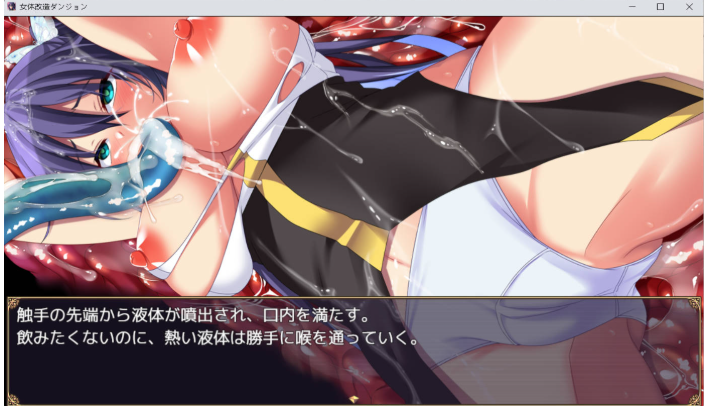 女体改造ダンジョン
触手の先端から液体が噴出され、口内を満たす。
飲みたくないのに、熱い液体は勝手に喉を通っていく。